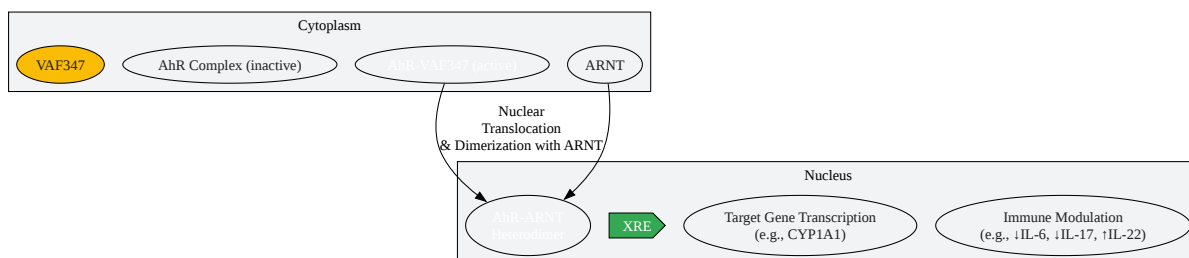 Cytoplasm
VAF347
AhR Complex (inactive)
AhR-VAF347 (active)
ARNT
Nuclear
Translocation
& Dimerization with ARNT
Nucleus
AhR-ARNT
Heterodimer
XRE
Target Gene Transcription
(e.g., CYP1A1)
Immune Modulation
(e.g., ↓IL-6, ↓IL-17, ↑IL-22)